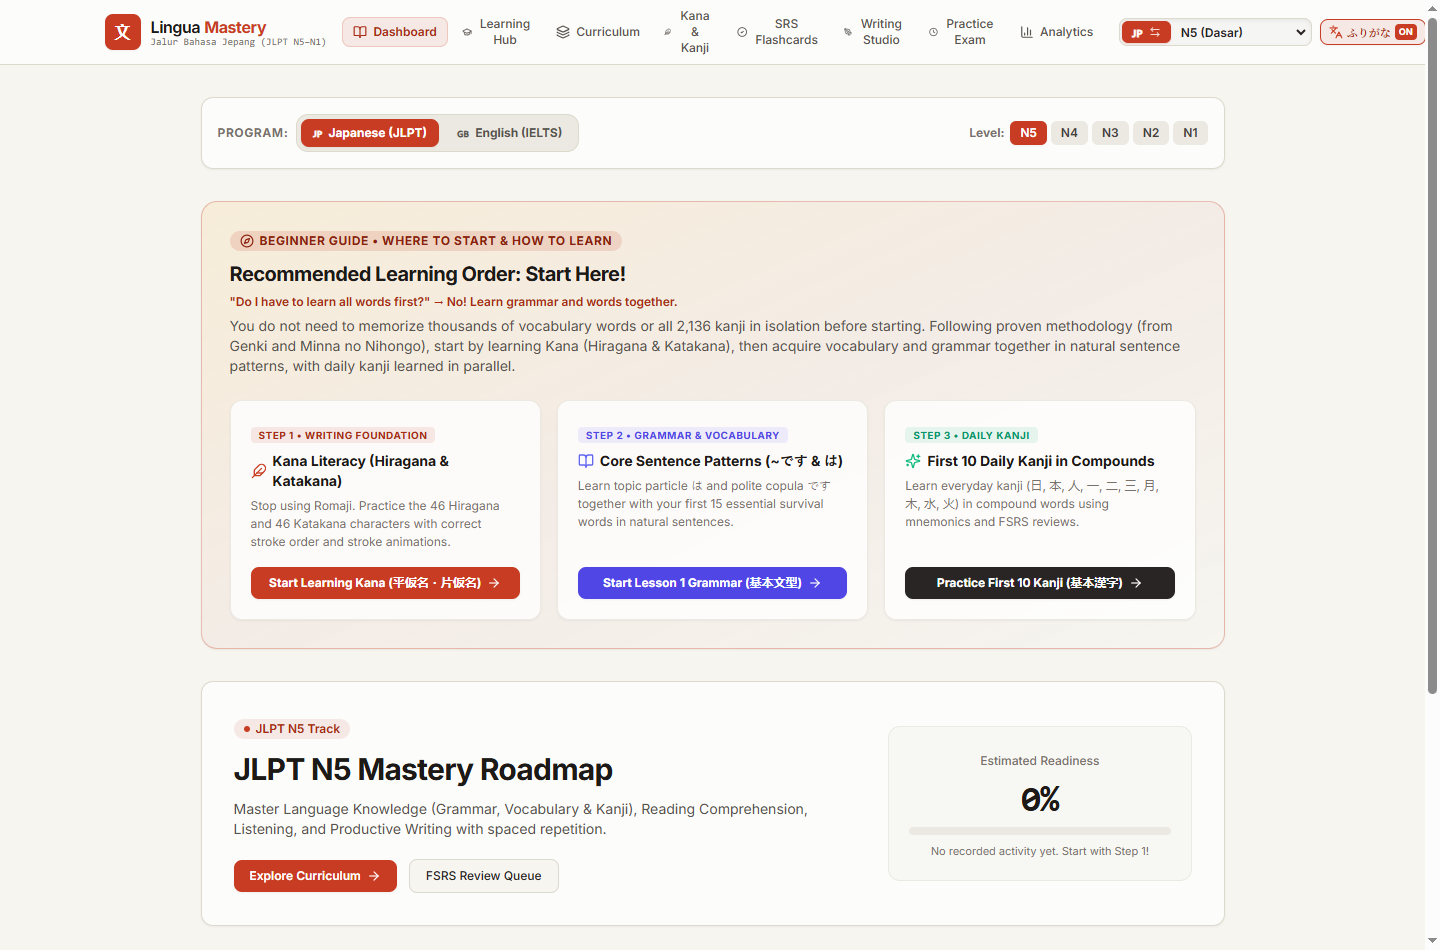 文
Lingua Mastery
Jalur Bahasa Jepang (JLPT N5–N1)
Dashboard
Learning
Hub
Curriculum
Kana
&
Kanji
SRS
Flashcards
Writing
Studio
Practice
Exam
Analytics
JP ⇆
N5 (Dasar)
ふりがな ON
PROGRAM:
JP Japanese (JLPT)
GB English (IELTS)
Level: N5 N4 N3 N2 N1
BEGINNER GUIDE • WHERE TO START & HOW TO LEARN
Recommended Learning Order: Start Here!
"Do I have to learn all words first?" → No! Learn grammar and words together.
You do not need to memorize thousands of vocabulary words or all 2,136 kanji in isolation before starting. Following proven methodology (from
Genki and Minna no Nihongo), start by learning Kana (Hiragana & Katakana), then acquire vocabulary and grammar together in natural sentence
patterns, with daily kanji learned in parallel.
STEP 1 • WRITING FOUNDATION
Kana Literacy (Hiragana &
Katakana)
Stop using Romaji. Practice the 46 Hiragana
and 46 Katakana characters with correct
stroke order and stroke animations.
Start Learning Kana (平仮名・片仮名) →
STEP 2 • GRAMMAR & VOCABULARY
Core Sentence Patterns (~です & は)
Learn topic particle は and polite copula です
together with your first 15 essential survival
words in natural sentences.
Start Lesson 1 Grammar (基本文型) →
STEP 3 • DAILY KANJI
First 10 Daily Kanji in Compounds
Learn everyday kanji (日, 本, 人, 一, 二, 三, 月,
木, 水, 火) in compound words using
mnemonics and FSRS reviews.
Practice First 10 Kanji (基本漢字) →
JLPT N5 Track
JLPT N5 Mastery Roadmap
Master Language Knowledge (Grammar, Vocabulary & Kanji), Reading Comprehension,
Listening, and Productive Writing with spaced repetition.
Explore Curriculum →
FSRS Review Queue
Estimated Readiness
0%
No recorded activity yet. Start with Step 1!